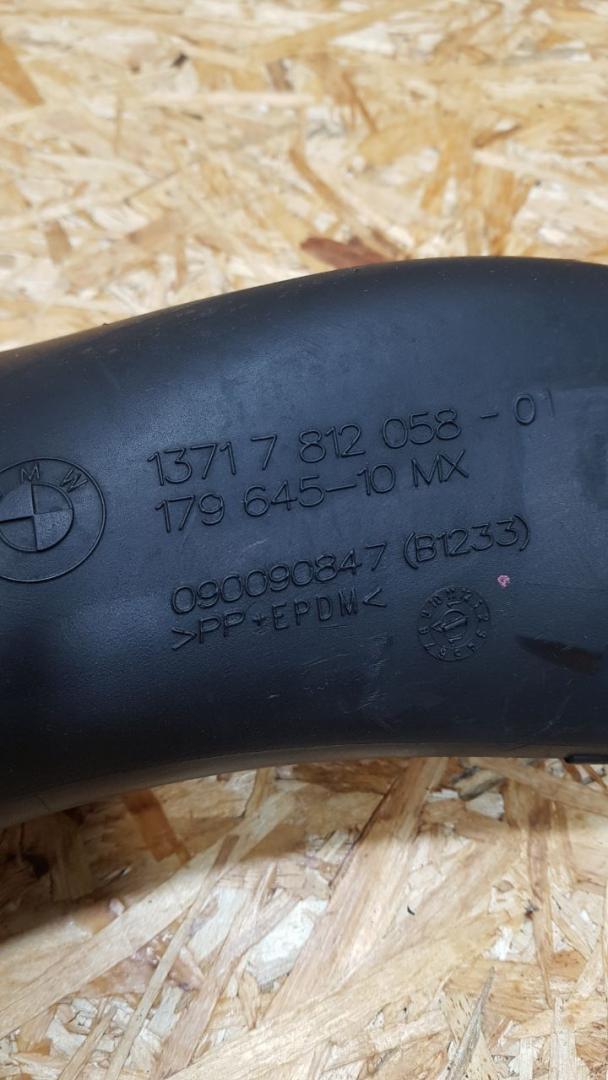 BMW
1371 7 812 058 - 01
179 645-10 MX
090090847 (B1233)
>PP+EPDM<